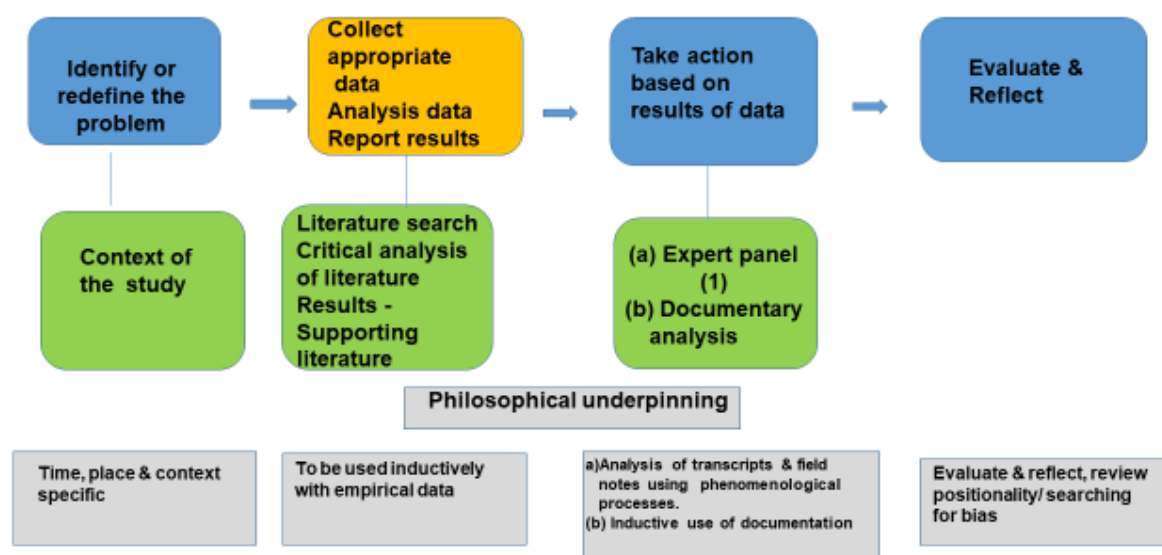 Identify or
redefine the
problem
Collect
appropriate
data
Analysis data
Report results
Take action
based on
results of data
Evaluate &
Reflect
Context of
the study
Literature search
Critical analysis
of literature
Results -
Supporting
literature
(a) Expert panel
(1)
(b) Documentary
analysis
Philosophical underpinning
Time, place & context
specific
To be used inductively
with empirical data
a)Analysis of transcripts & field
notes using phenomenological
processes.
(b) Inductive use of documentation
Evaluate & reflect, review
positionality/ searching
for bias